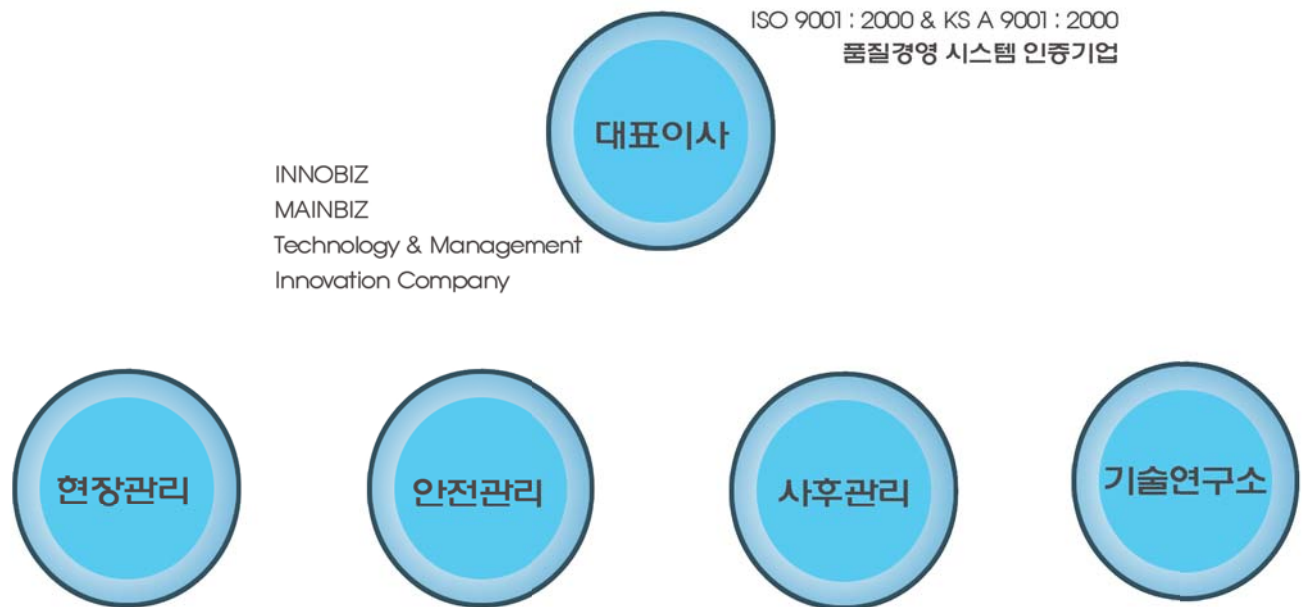 ISO 9001 : 2000 & KS A 9001 : 2000
품질경영 시스템 인증기업
대표이사
INNOBIZ
MAINBIZ
Technology & Management
Innovation Company
현장관리
안전관리
사후관리
기술연구소